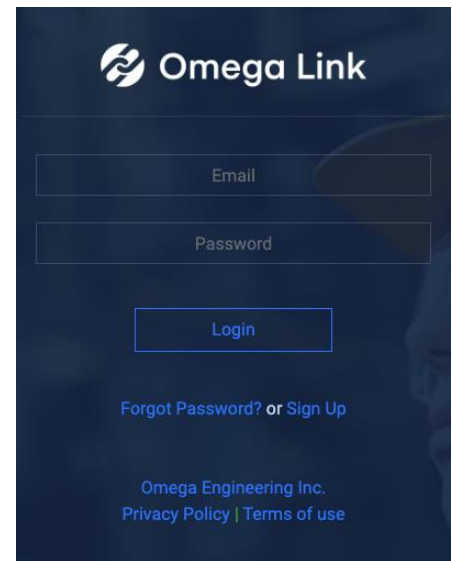 Omega Link
Email
Password
Login
Forgot Password? or Sign Up
Omega Engineering Inc.
Privacy Policy | Terms of use